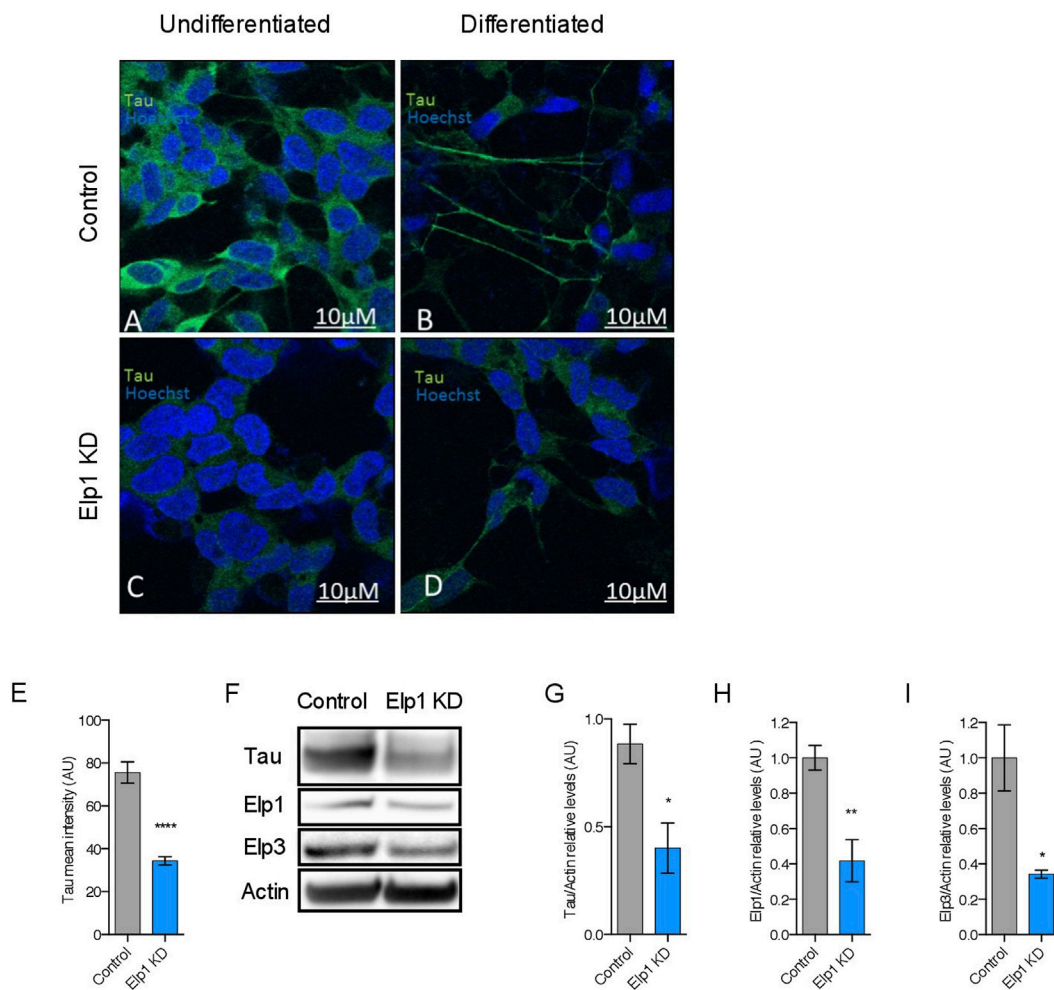 Undifferentiated Differentiated
Control
Tau
Hoechst
A
10µM
Tau
Hoechst
B
10µM
Elp1 KD
Tau
Hoechst
C
10µM
Tau
Hoechst
D
10µM
E
Tau mean intensity (AU)
100
80
60
40
20
0
****
Control
Elp1 KD
F
Control Elp1 KD
Tau
Elp1
Elp3
Actin
G
Tau/Actin relative levels (AU)
1.0
0.5
0.0
*
Control
Elp1 KD
H
Elp1/Actin relative levels (AU)
1.2
1.0
0.8
0.6
0.4
0.2
0.0
**
Control
Elp1 KD
I
Elp3/Actin relative levels (AU)
1.2
1.0
0.8
0.6
0.4
0.2
0.0
*
Control
Elp1 KD